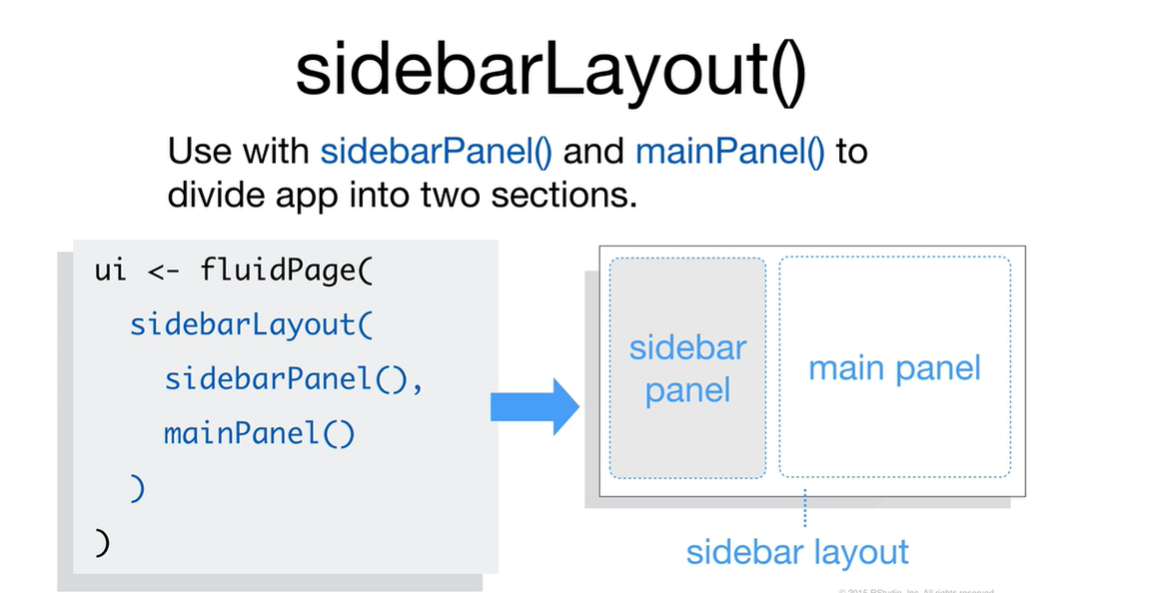 sidebarLayout()
Use with sidebarPanel() and mainPanel() to
divide app into two sections.
ui <- fluidPage(
  sidebarLayout(
    sidebarPanel(),
    mainPanel()
  )
)
sidebar
panel
main panel
sidebar layout
© 2015 RStudio, Inc. All rights reserved.